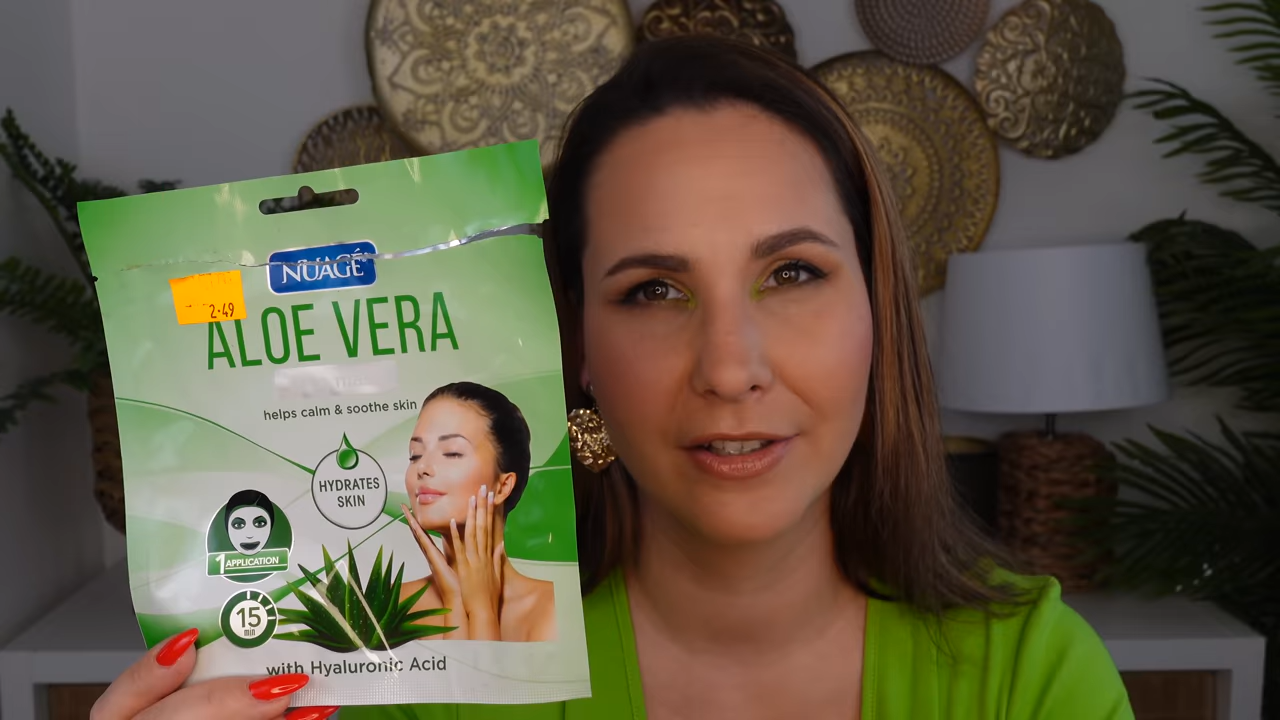 NUAGÉ
2.49
ALOE VERA
helps calm & soothe skin
HYDRATES
SKIN
1 APPLICATION
15
min
with Hyaluronic Acid